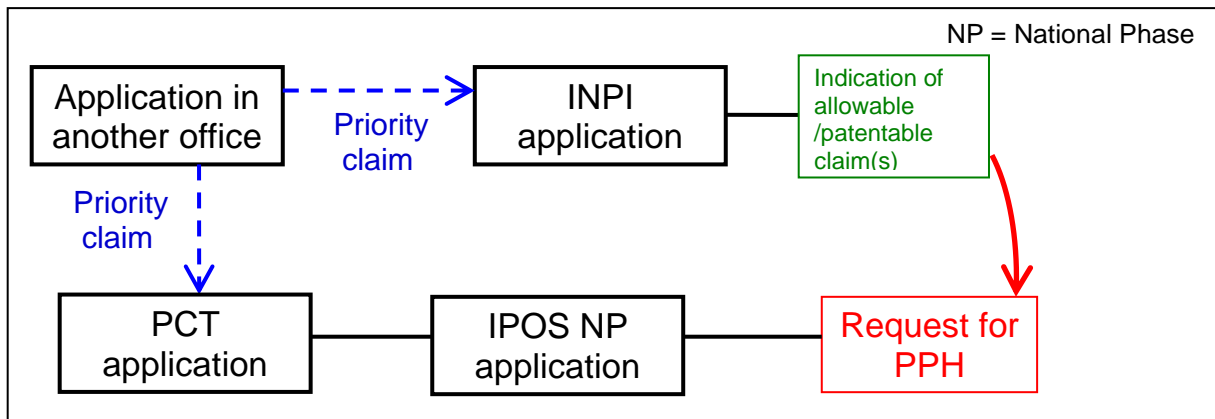 NP = National Phase
Application in
another office
Priority
claim
INPI
application
Indication of
allowable
/patentable
claim(s)
Priority
claim
PCT
application
IPOS NP
application
Request for
PPH